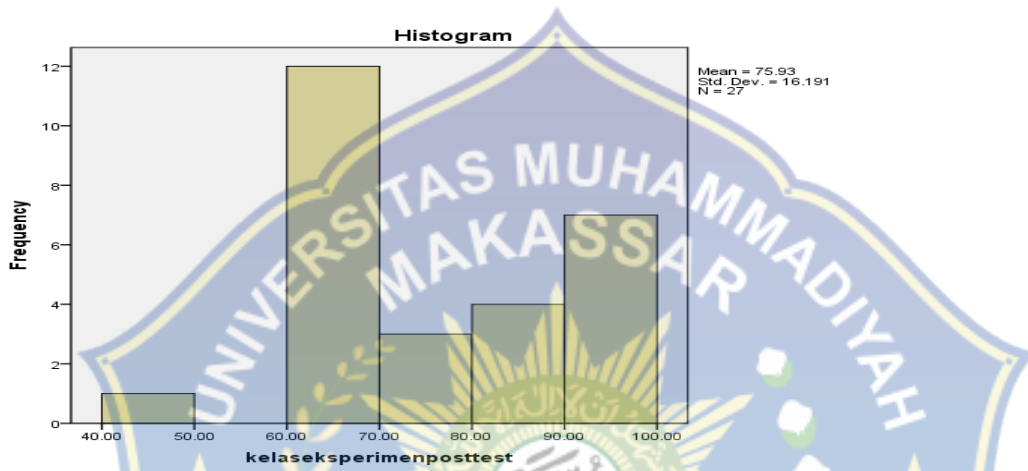 Histogram
Mean = 75.93
Std. Dev. = 16.191
N = 27
Frequency
12
10
8
6
4
2
0
40.00 50.00 60.00 70.00 80.00 90.00 100.00
kelaseksperimenposttest
UNIVERSITAS MUHAMMADIYAH
MAKASSAR